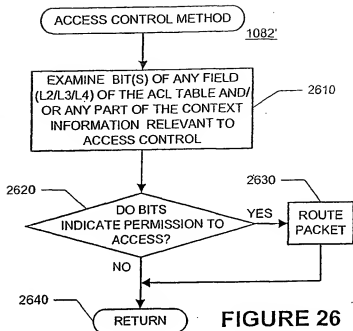 ACCESS CONTROL METHOD
1082'
EXAMINE BIT(S) OF ANY FIELD
(L2/L3/L4) OF THE ACL TABLE AND/
OR ANY PART OF THE CONTEXT
INFORMATION RELEVANT TO
ACCESS CONTROL
2610
2620
DO BITS
INDICATE PERMISSION TO
ACCESS?
YES
2630
ROUTE
PACKET
NO
2640
RETURN
FIGURE 26